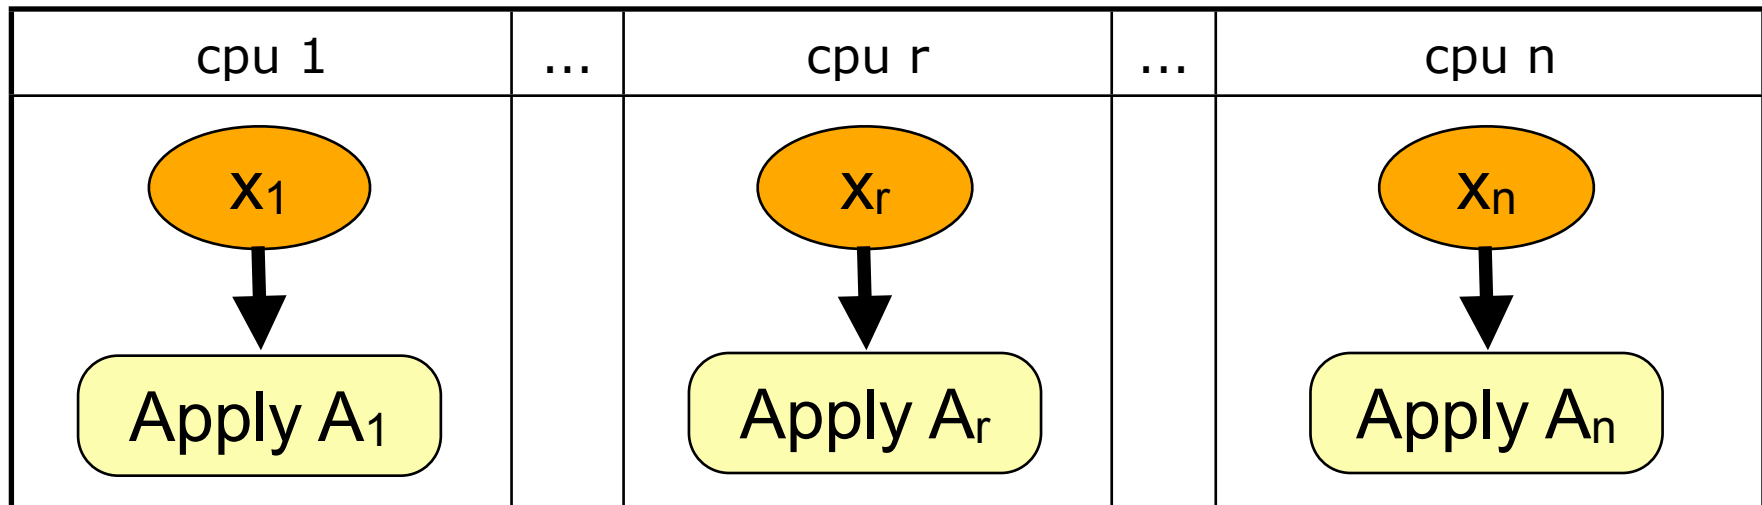 cpu 1 ... cpu r ... cpu n
x₁ xᵣ xₙ
Apply A₁ Apply Aᵣ Apply Aₙ